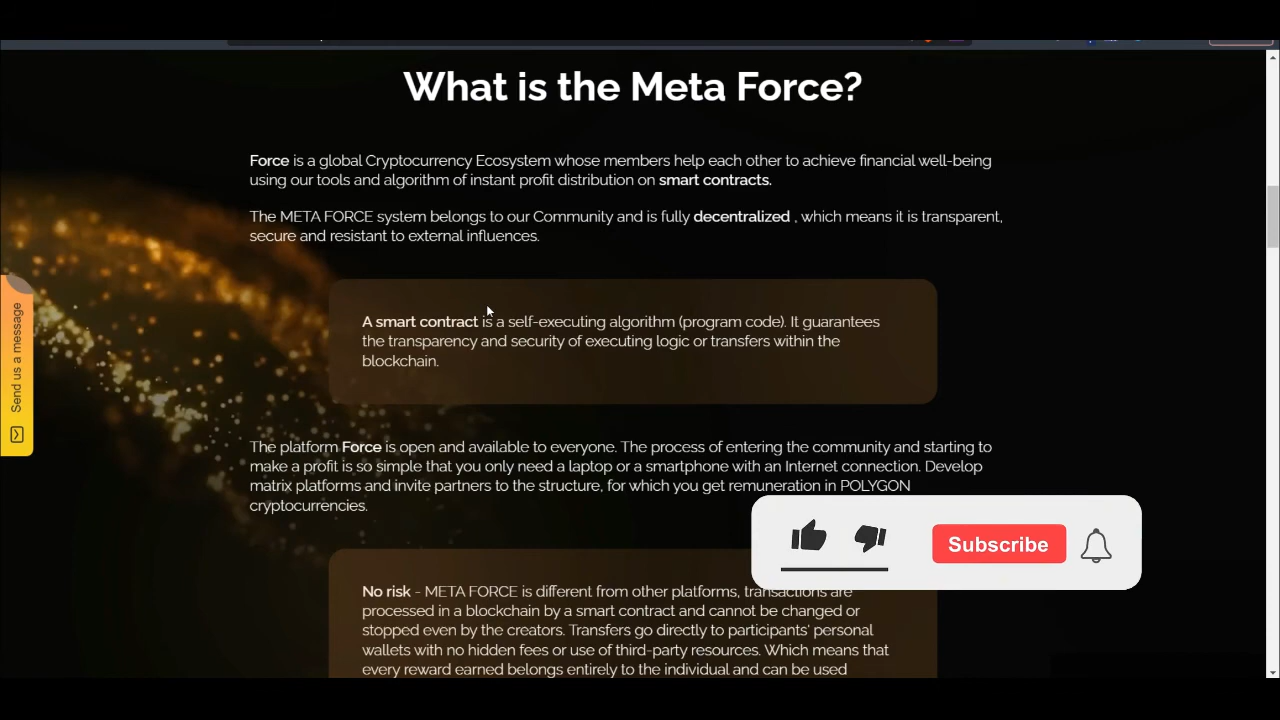 What is the Meta Force?
Force is a global Cryptocurrency Ecosystem whose members help each other to achieve financial well-being
using our tools and algorithm of instant profit distribution on smart contracts.
The META FORCE system belongs to our Community and is fully decentralized , which means it is transparent,
secure and resistant to external influences.
Send us a message
A smart contract is a self-executing algorithm (program code). It guarantees
the transparency and security of executing logic or transfers within the
blockchain.
The platform Force is open and available to everyone. The process of entering the community and starting to
make a profit is so simple that you only need a laptop or a smartphone with an Internet connection. Develop
matrix platforms and invite partners to the structure, for which you get remuneration in POLYGON
cryptocurrencies.
Subscribe
No risk - META FORCE is different from other platforms, transactions are
processed in a blockchain by a smart contract and cannot be changed or
stopped even by the creators. Transfers go directly to participants' personal
wallets with no hidden fees or use of third-party resources. Which means that
every reward earned belongs entirely to the individual and can be used